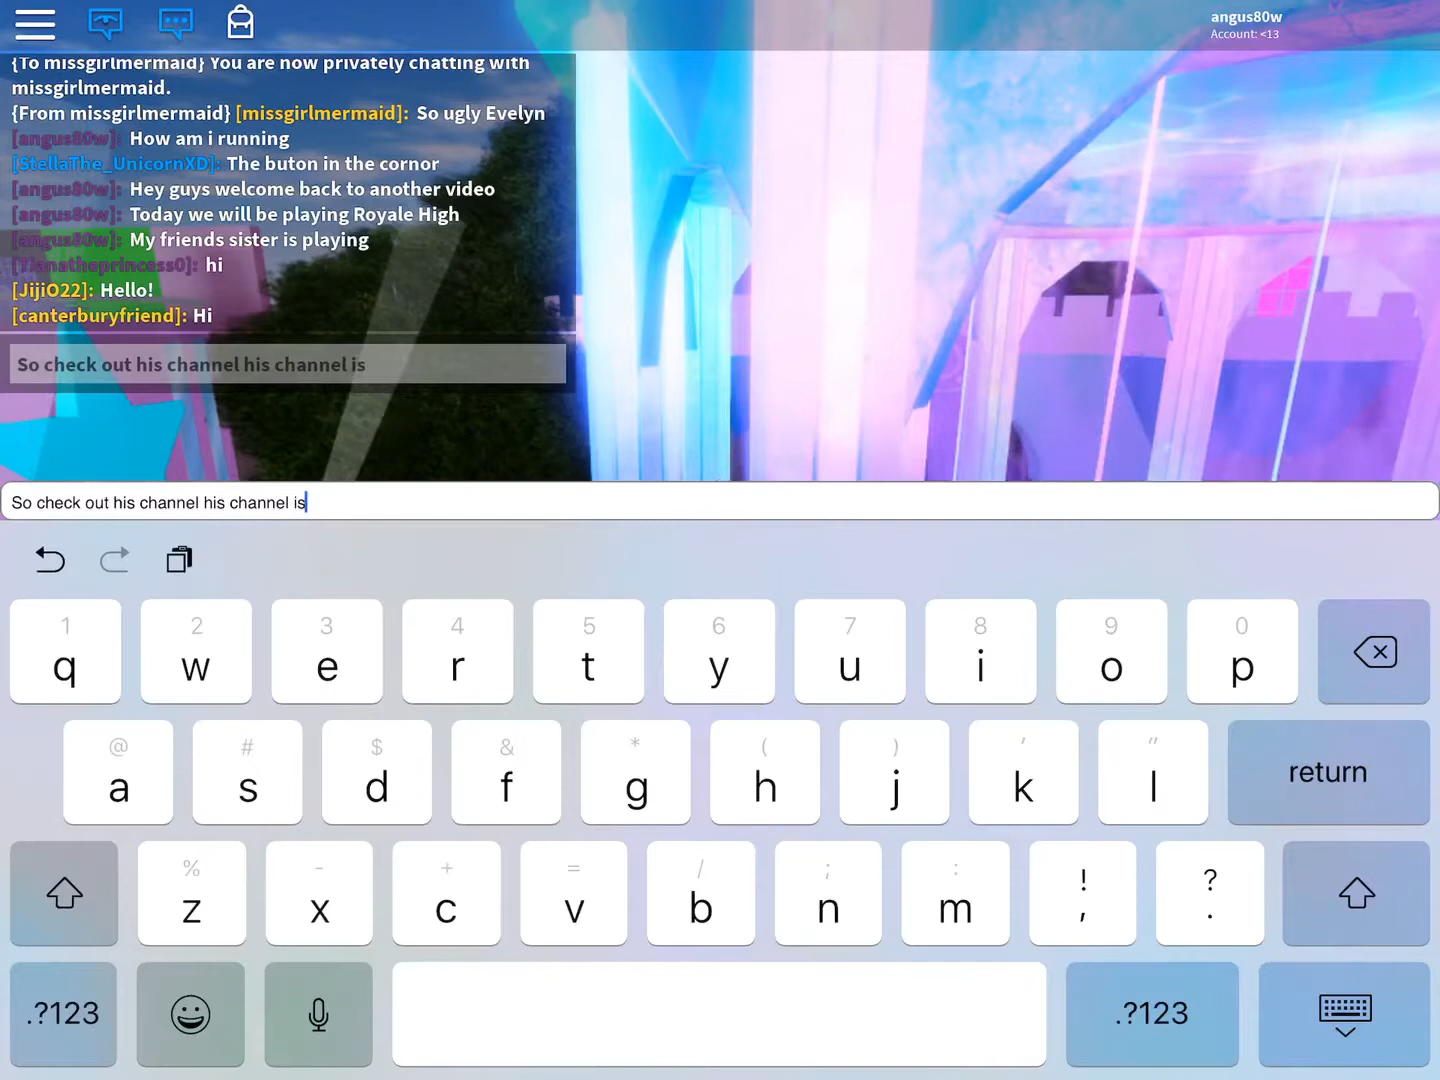 angus80w
Account: <13
{To missgirlmermaid} You are now privately chatting with
missgirlmermaid.
{From missgirlmermaid} [missgirlmermaid]: So ugly Evelyn
[angus80w]: How am i running
[StellaThe_UnicornXD]: The buton in the cornor
[angus80w]: Hey guys welcome back to another video
[angus80w]: Today we will be playing Royale High
[angus80w]: My friends sister is playing
[Tianatheprincess0]: hi
[JijiO22]: Hello!
[canterburyfriend]: Hi
So check out his channel his channel is
So check out his channel his channel is
1 2 3 4 5 6 7 8 9 0
q w e r t y u i o p
@ # $ & * ( ) ' "
a s d f g h j k l return
% - + = / ; : ! ?
z x c v b n m , .
.?123 .?123